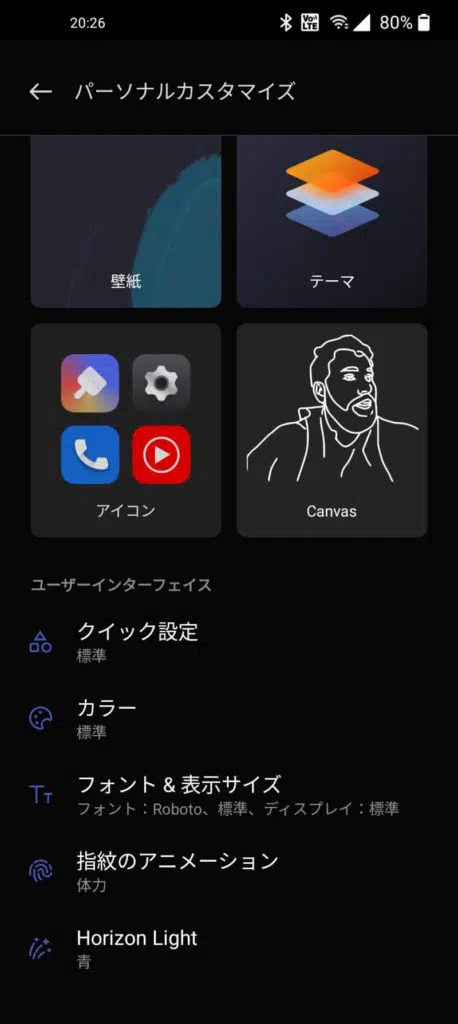 20:26
Vo LTE 80%
パーソナルカスタマイズ
壁紙 テーマ
アイコン Canvas
ユーザーインターフェイス
クイック設定
標準
カラー
標準
フォント & 表示サイズ
フォント：Roboto、標準、ディスプレイ：標準
指紋のアニメーション
体力
Horizon Light
青